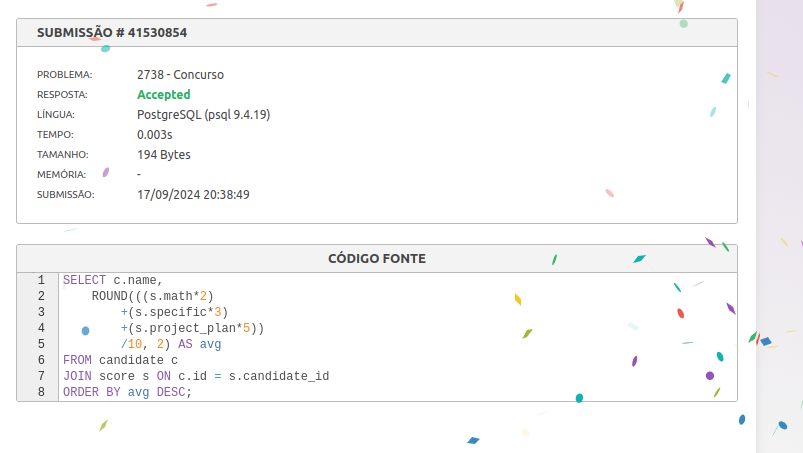 SUBMISSÃO # 41530854
PROBLEMA: 2738 - Concurso
RESPOSTA: Accepted
LÍNGUA: PostgreSQL (psql 9.4.19)
TEMPO: 0.003s
TAMANHO: 194 Bytes
MEMÓRIA: -
SUBMISSÃO: 17/09/2024 20:38:49
CÓDIGO FONTE
1 SELECT c.name,
2 ROUND(((s.math*2)
3 +(s.specific*3)
4 +(s.project_plan*5))
5 /10, 2) AS avg
6 FROM candidate c
7 JOIN score s ON c.id = s.candidate_id
8 ORDER BY avg DESC;